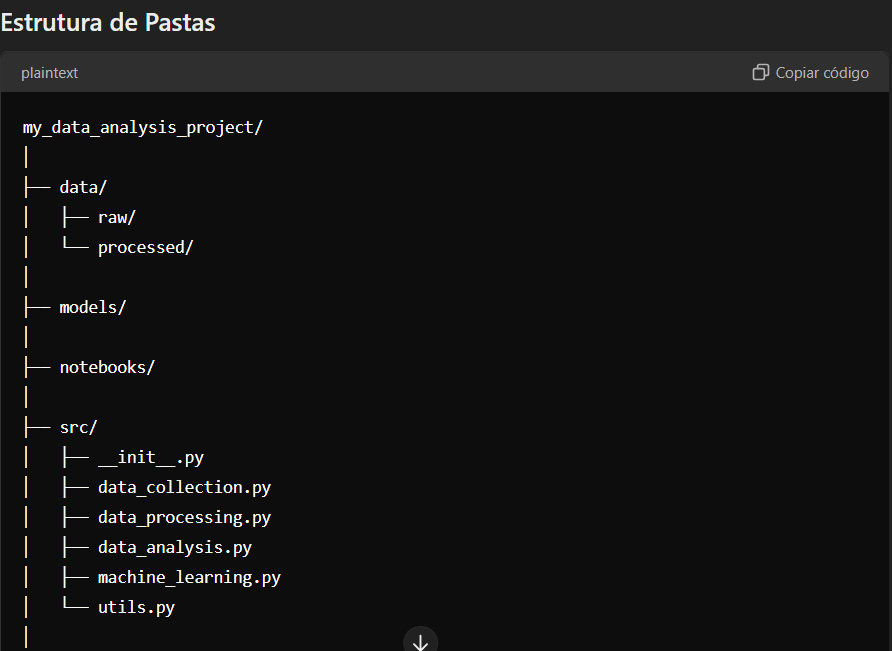 Estrutura de Pastas
plaintext
Copiar código
my_data_analysis_project/
│
├── data/
│   ├── raw/
│   └── processed/
│
├── models/
│
├── notebooks/
│
├── src/
│   ├── __init__.py
│   ├── data_collection.py
│   ├── data_processing.py
│   ├── data_analysis.py
│   ├── machine_learning.py
│   └── utils.py
│